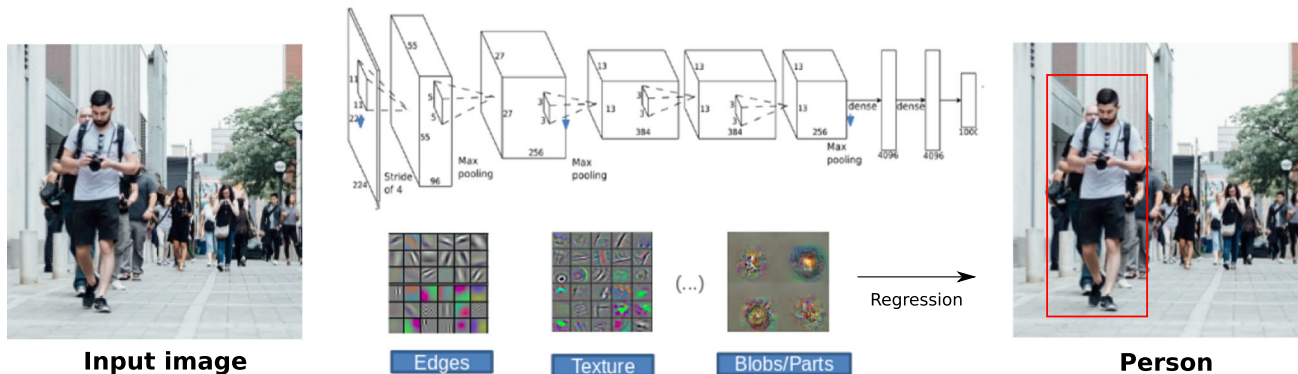 55
27
11
11
224
224
Stride
of 4
5
5
55
96
Max
pooling
27
3
3
256
Max
pooling
13
13
3
3
384
13
13
3
3
384
13
13
256
Max
pooling
dense
dense
4096
4096
1000
(...)
Regression
Edges
Texture
Blobs/Parts
Input image
Person